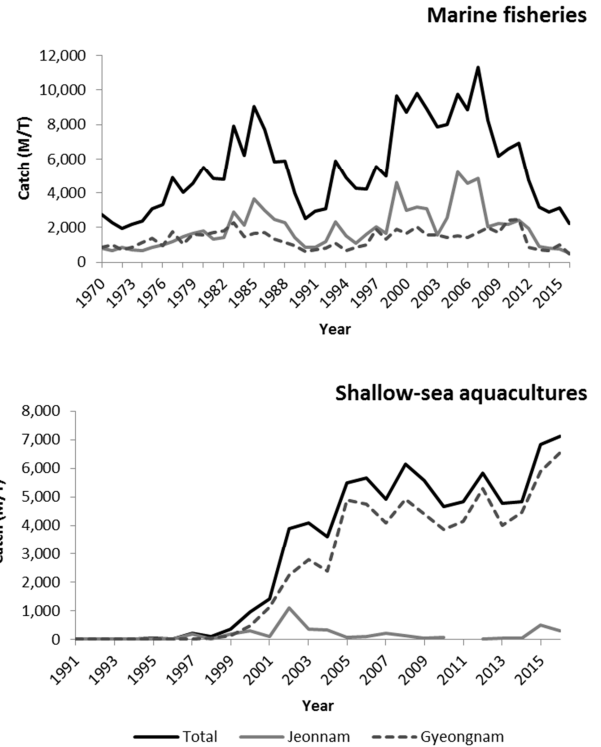 Marine fisheries
12,000
10,000
8,000
6,000
4,000
2,000
0
Catch (M/T)
1970 1973 1976 1979 1982 1985 1988 1991 1994 1997 2000 2003 2006 2009 2012 2015
Year
Shallow-sea aquacultures
8,000
7,000
6,000
5,000
4,000
3,000
2,000
1,000
0
1991 1993 1995 1997 1999 2001 2003 2005 2007 2009 2011 2013 2015
Year
Total Jeonnam Gyeongnam